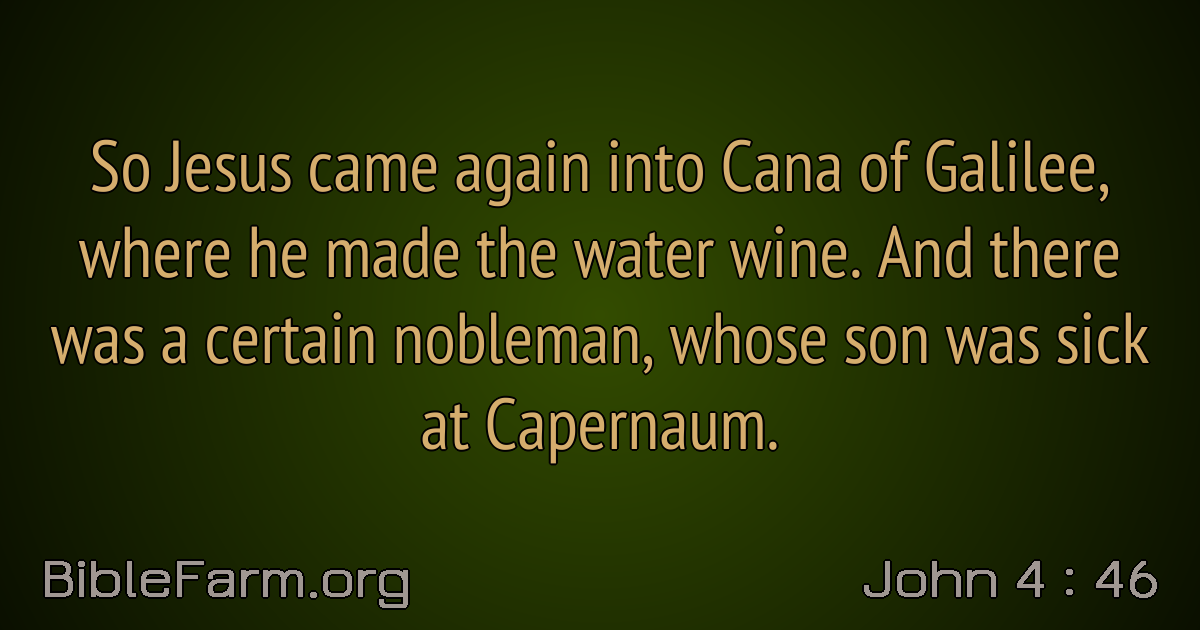 So Jesus came again into Cana of Galilee,
where he made the water wine. And there
was a certain nobleman, whose son was sick
at Capernaum.
BibleFarm.org
John 4 : 46